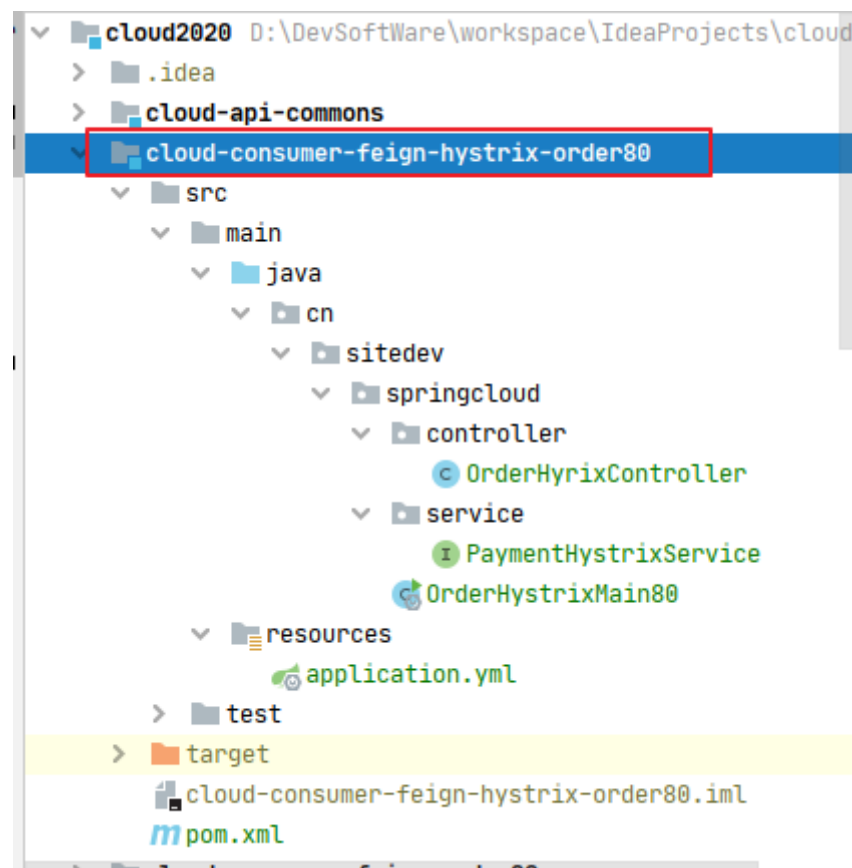 cloud2020 D:\DevSoftWare\workspace\IdeaProjects\cloud
.idea
cloud-api-commons
cloud-consumer-feign-hystrix-order80
src
main
java
cn
sitedev
springcloud
controller
OrderHyrixController
service
PaymentHystrixService
OrderHystrixMain80
resources
application.yml
test
target
cloud-consumer-feign-hystrix-order80.iml
pom.xml